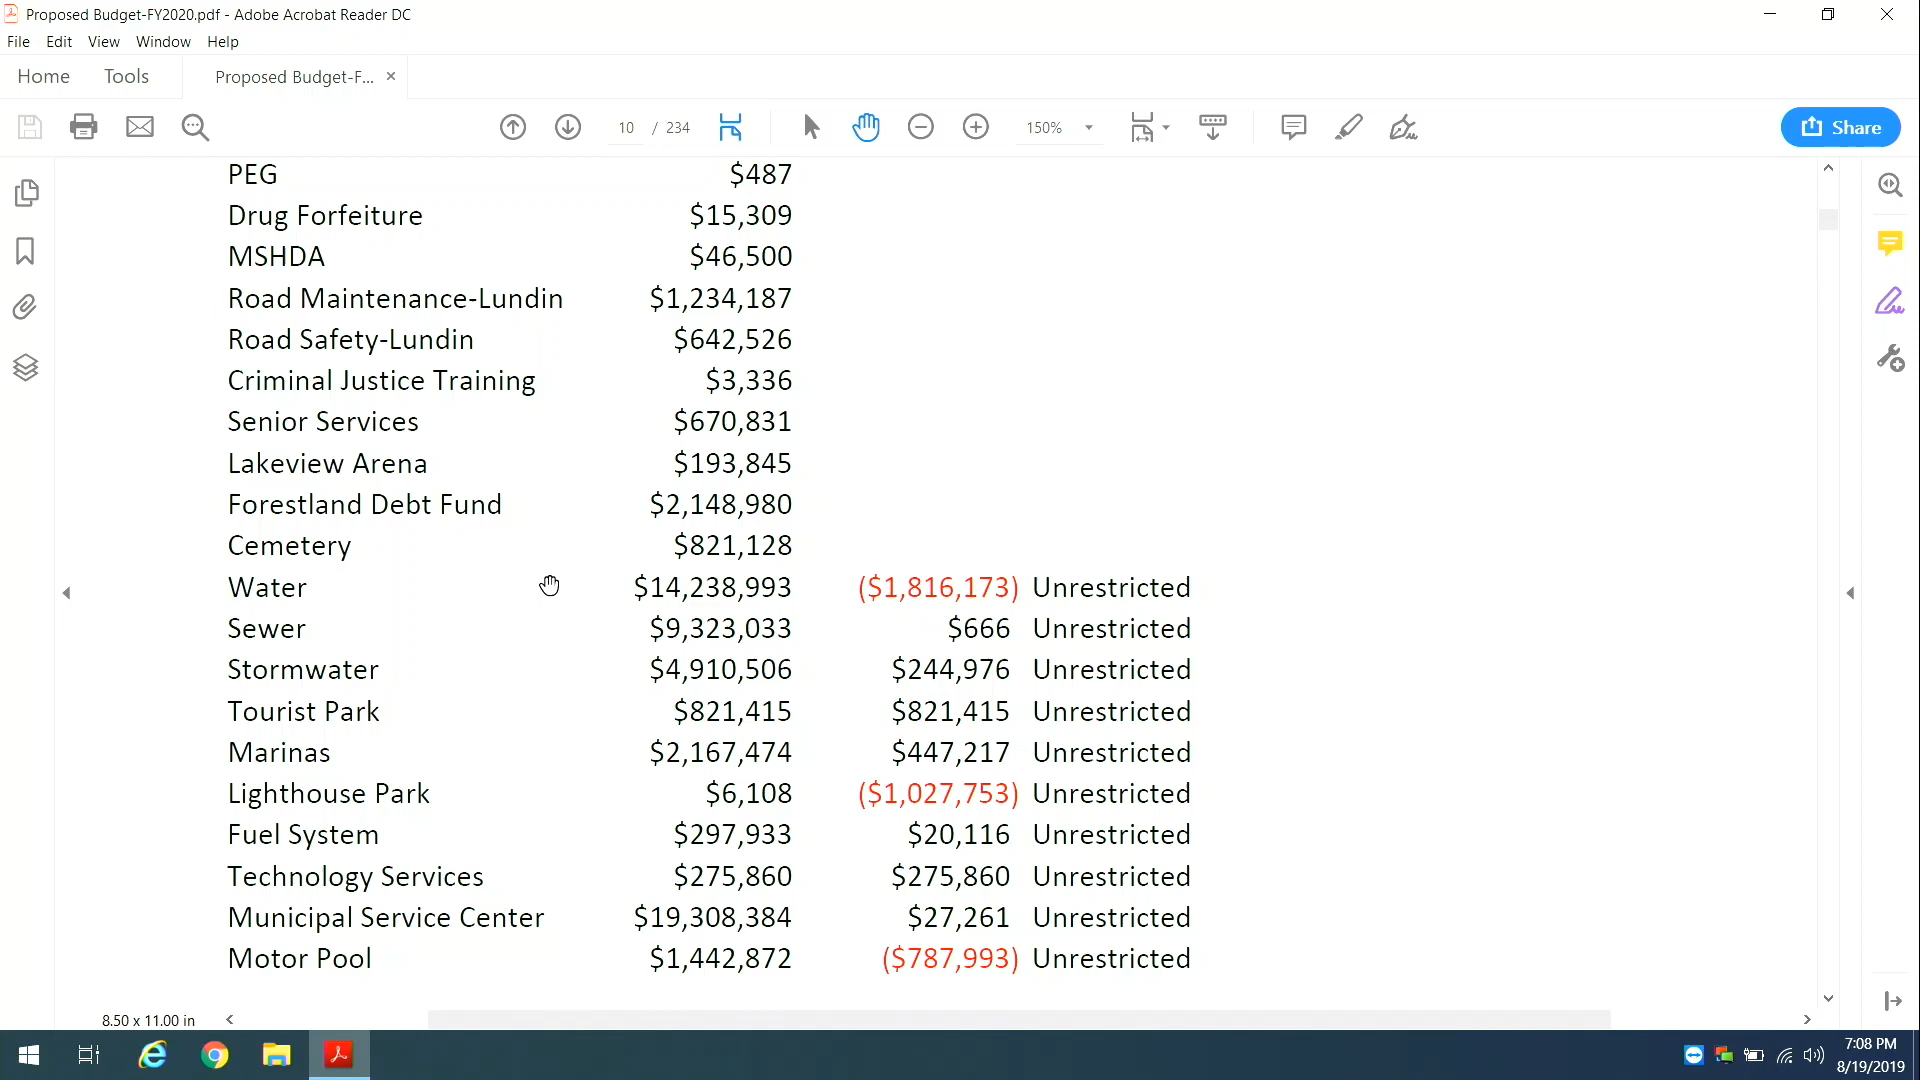 Proposed Budget-FY2020.pdf - Adobe Acrobat Reader DC
File Edit View Window Help
Home Tools Proposed Budget-F... ×
10 / 234 150% Share
PEG $487
Drug Forfeiture $15,309
MSHDA $46,500
Road Maintenance-Lundin $1,234,187
Road Safety-Lundin $642,526
Criminal Justice Training $3,336
Senior Services $670,831
Lakeview Arena $193,845
Forestland Debt Fund $2,148,980
Cemetery $821,128
Water $14,238,993 ($1,816,173) Unrestricted
Sewer $9,323,033 $666 Unrestricted
Stormwater $4,910,506 $244,976 Unrestricted
Tourist Park $821,415 $821,415 Unrestricted
Marinas $2,167,474 $447,217 Unrestricted
Lighthouse Park $6,108 ($1,027,753) Unrestricted
Fuel System $297,933 $20,116 Unrestricted
Technology Services $275,860 $275,860 Unrestricted
Municipal Service Center $19,308,384 $27,261 Unrestricted
Motor Pool $1,442,872 ($787,993) Unrestricted
8.50 x 11.00 in
7:08 PM
8/19/2019